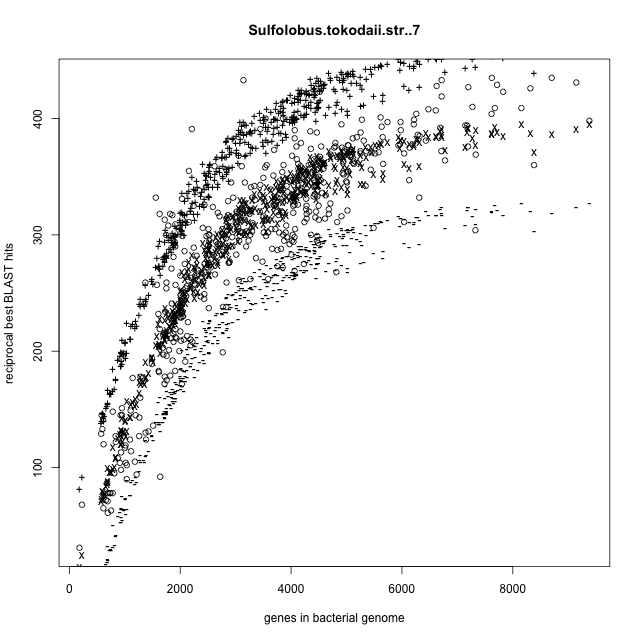 Sulfolobus.tokodaii.str..7
reciprocal best BLAST hits
400
300
200
100
0 2000 4000 6000 8000
genes in bacterial genome